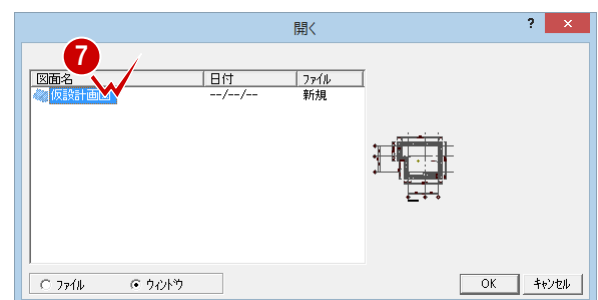 開く
? ×
7
図面名 日付 ファイル
仮設計画図 --/--/-- 新規
ファイル ウィンドウ OK キャンセル